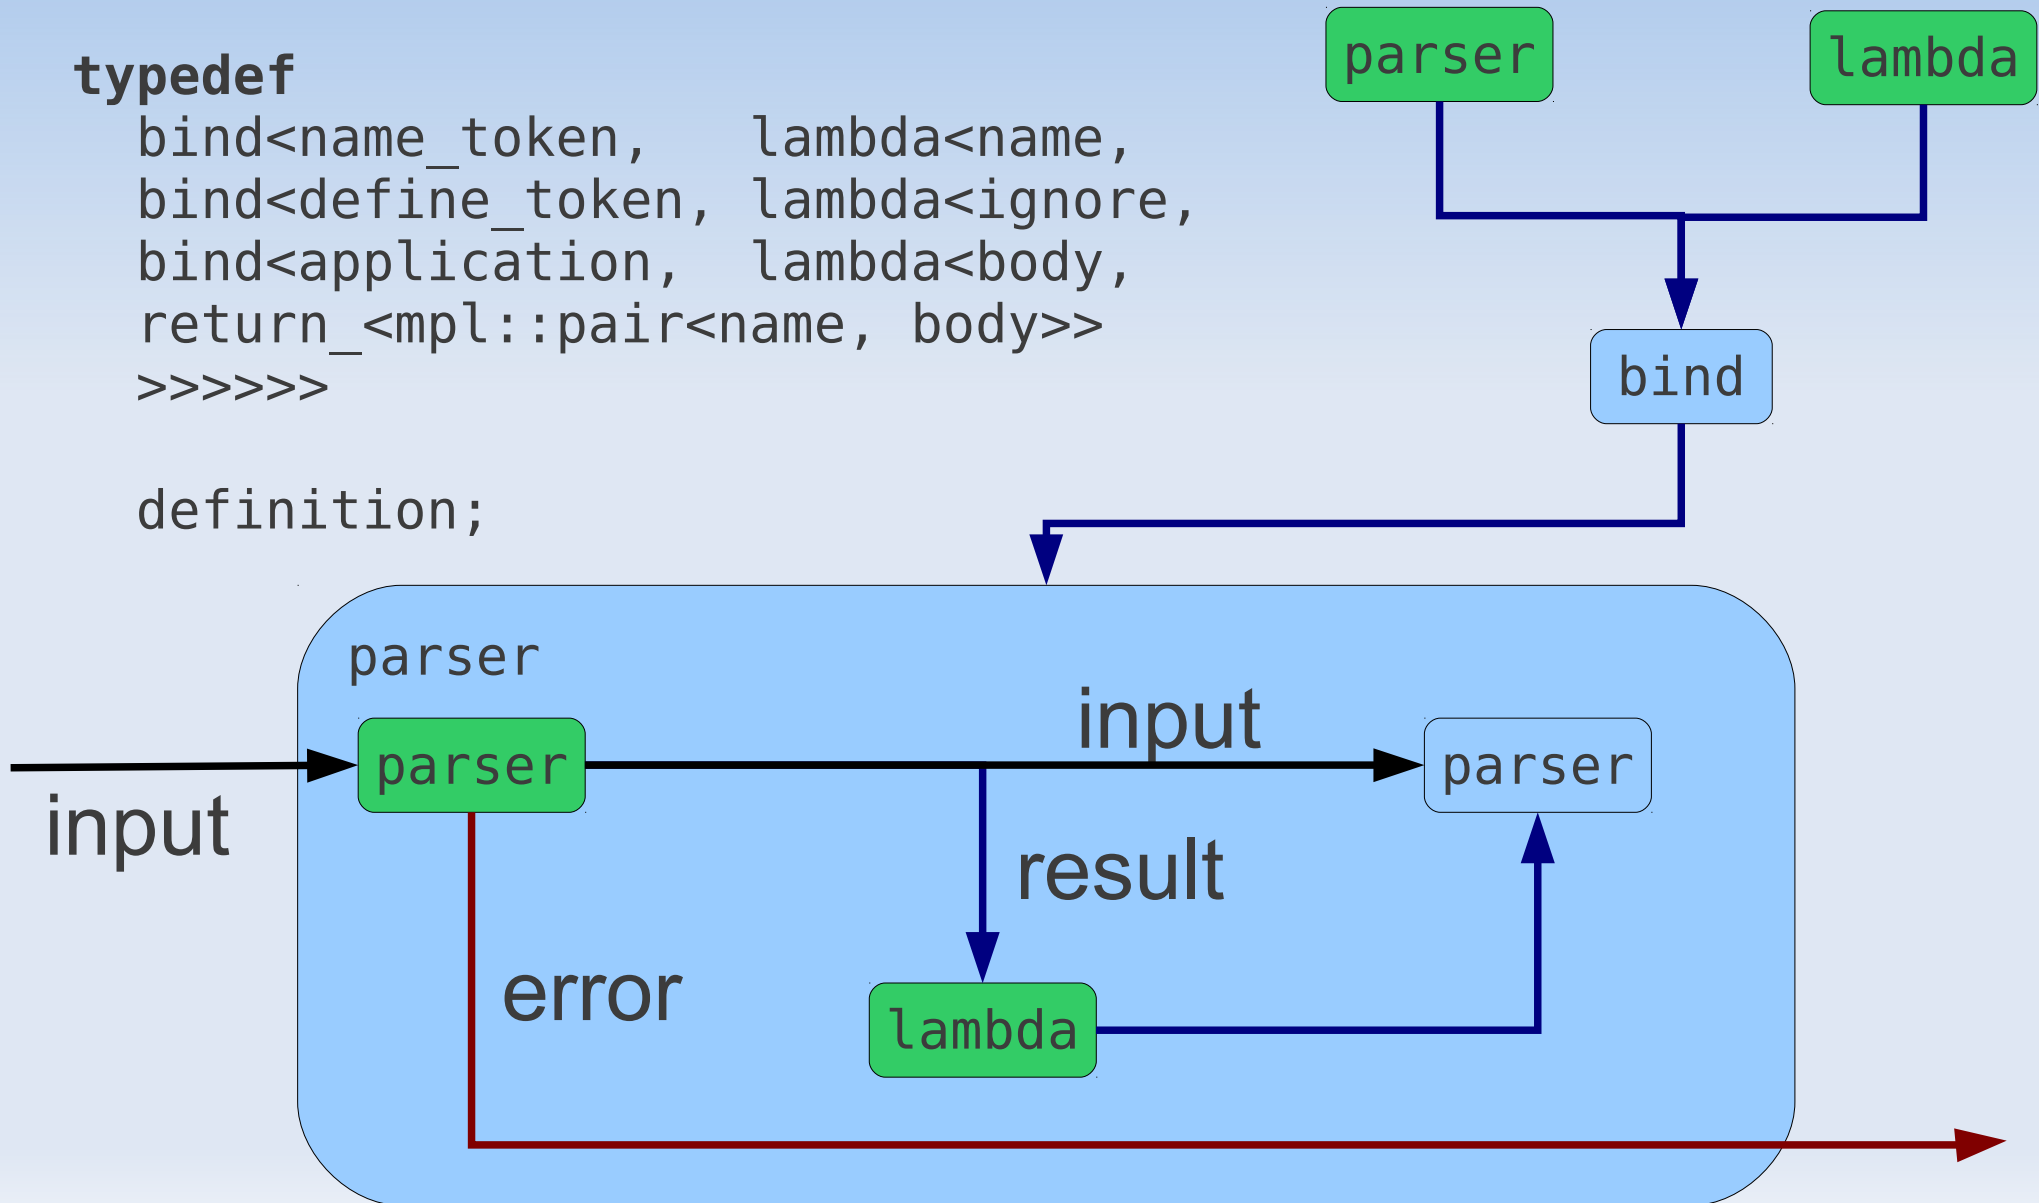 typedef
  bind<name_token,   lambda<name,
  bind<define_token, lambda<ignore,
  bind<application,  lambda<body,
  return_<mpl::pair<name, body>>
  >>>>>>
  definition;
parser
lambda
bind
parser
input
parser
parser
input
result
error
lambda